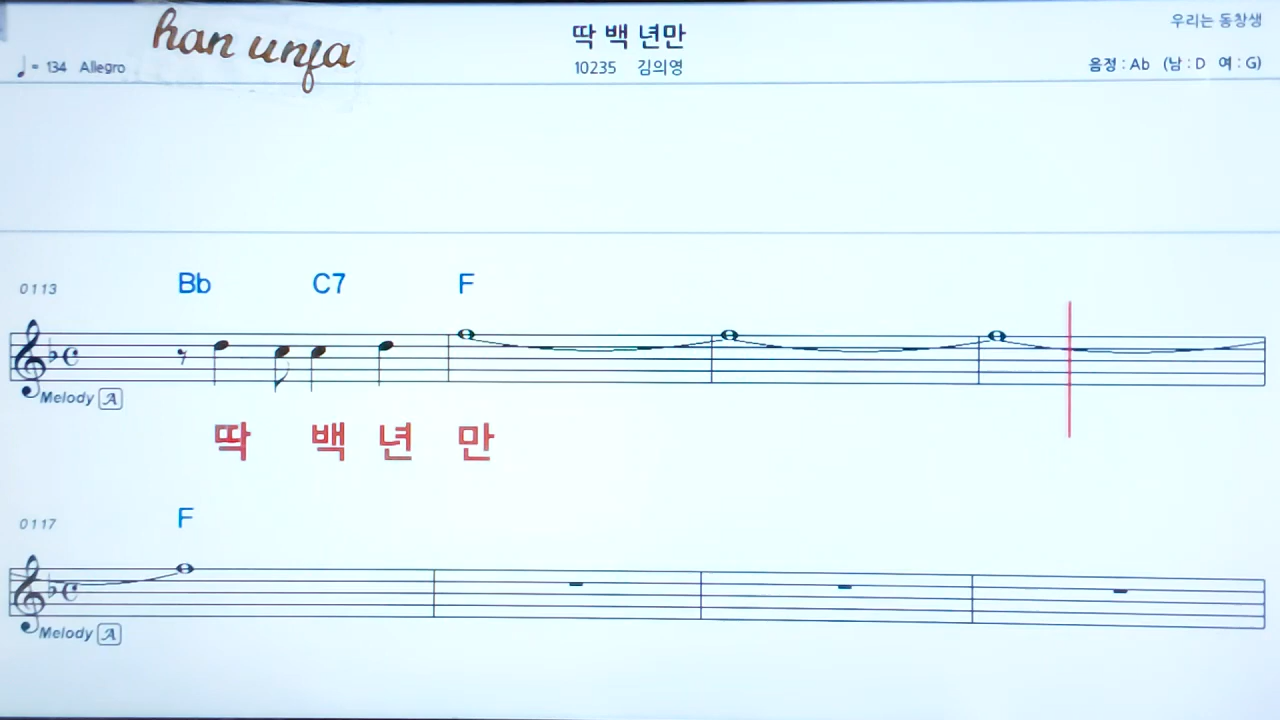 han unfa
딱 백 년만
우리는 동창생
♩= 134 Allegro
10235 김의영
음정 : Ab (남 : D 여 : G)
0113 Bb C7 F
Melody A
딱 백 년 만
0117 F
Melody A